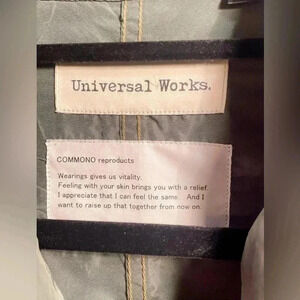 Universal Works.
COMMONO reproducts
Wearings gives us vitality.
Feeling with your skin brings you with a relief.
I appreciate that I can feel the same. And I
want to raise up that together from now on.